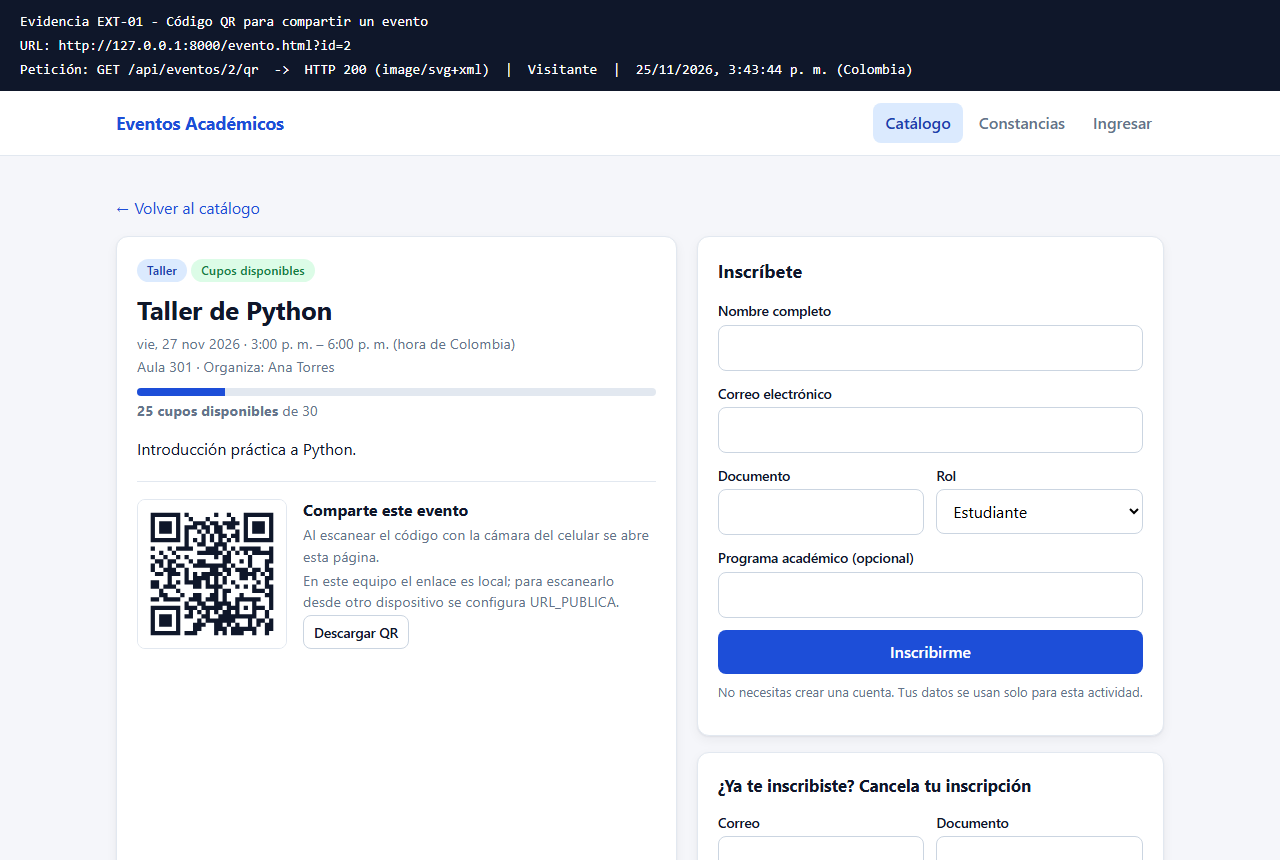 Evidencia EXT-01 - Código QR para compartir un evento
URL: http://127.0.0.1:8000/evento.html?id=2
Petición: GET /api/eventos/2/qr  ->  HTTP 200 (image/svg+xml)  |  Visitante  |  25/11/2026, 3:43:44 p. m. (Colombia)
Eventos Académicos
Catálogo
Constancias
Ingresar
← Volver al catálogo
Taller
Cupos disponibles
Taller de Python
vie, 27 nov 2026 · 3:00 p. m. – 6:00 p. m. (hora de Colombia)
Aula 301 · Organiza: Ana Torres
25 cupos disponibles de 30
Introducción práctica a Python.
Comparte este evento
Al escanear el código con la cámara del celular se abre
esta página.
En este equipo el enlace es local; para escanearlo
desde otro dispositivo se configura URL_PUBLICA.
Descargar QR
Inscríbete
Nombre completo
Correo electrónico
Documento
Rol
Estudiante
Programa académico (opcional)
Inscribirme
No necesitas crear una cuenta. Tus datos se usan solo para esta actividad.
¿Ya te inscribiste? Cancela tu inscripción
Correo
Documento